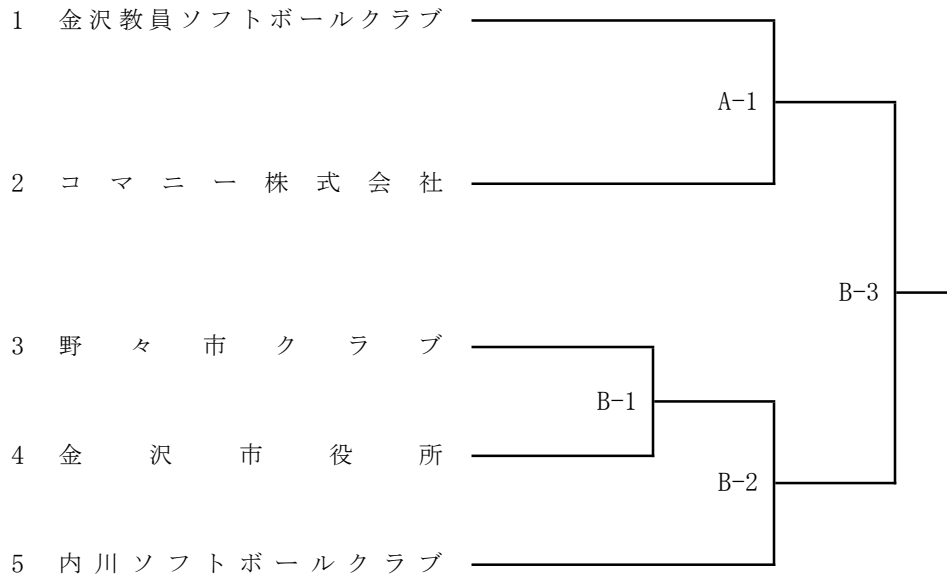 1 金沢教員ソフトボールクラブ
A-1
2 コマニー株式会社
B-3
3 野々市クラブ
B-1
4 金沢市役所
B-2
5 内川ソフトボールクラブ